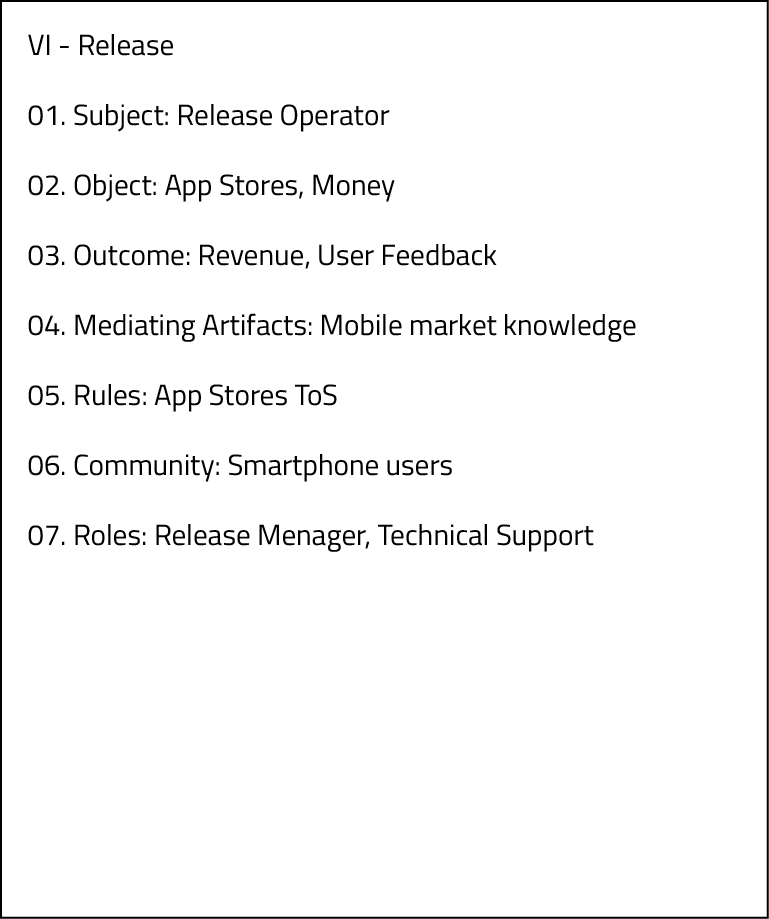 VI - Release
01. Subject: Release Operator
02. Object: App Stores, Money
03. Outcome: Revenue, User Feedback
04. Mediating Artifacts: Mobile market knowledge
05. Rules: App Stores ToS
06. Community: Smartphone users
07. Roles: Release Menager, Technical Support